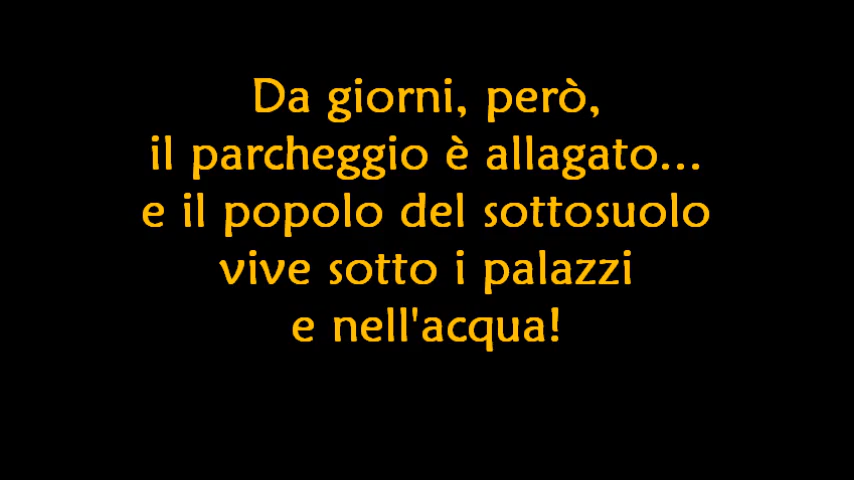 Da giorni, però,
il parcheggio è allagato...
e il popolo del sottosuolo
vive sotto i palazzi
e nell'acqua!